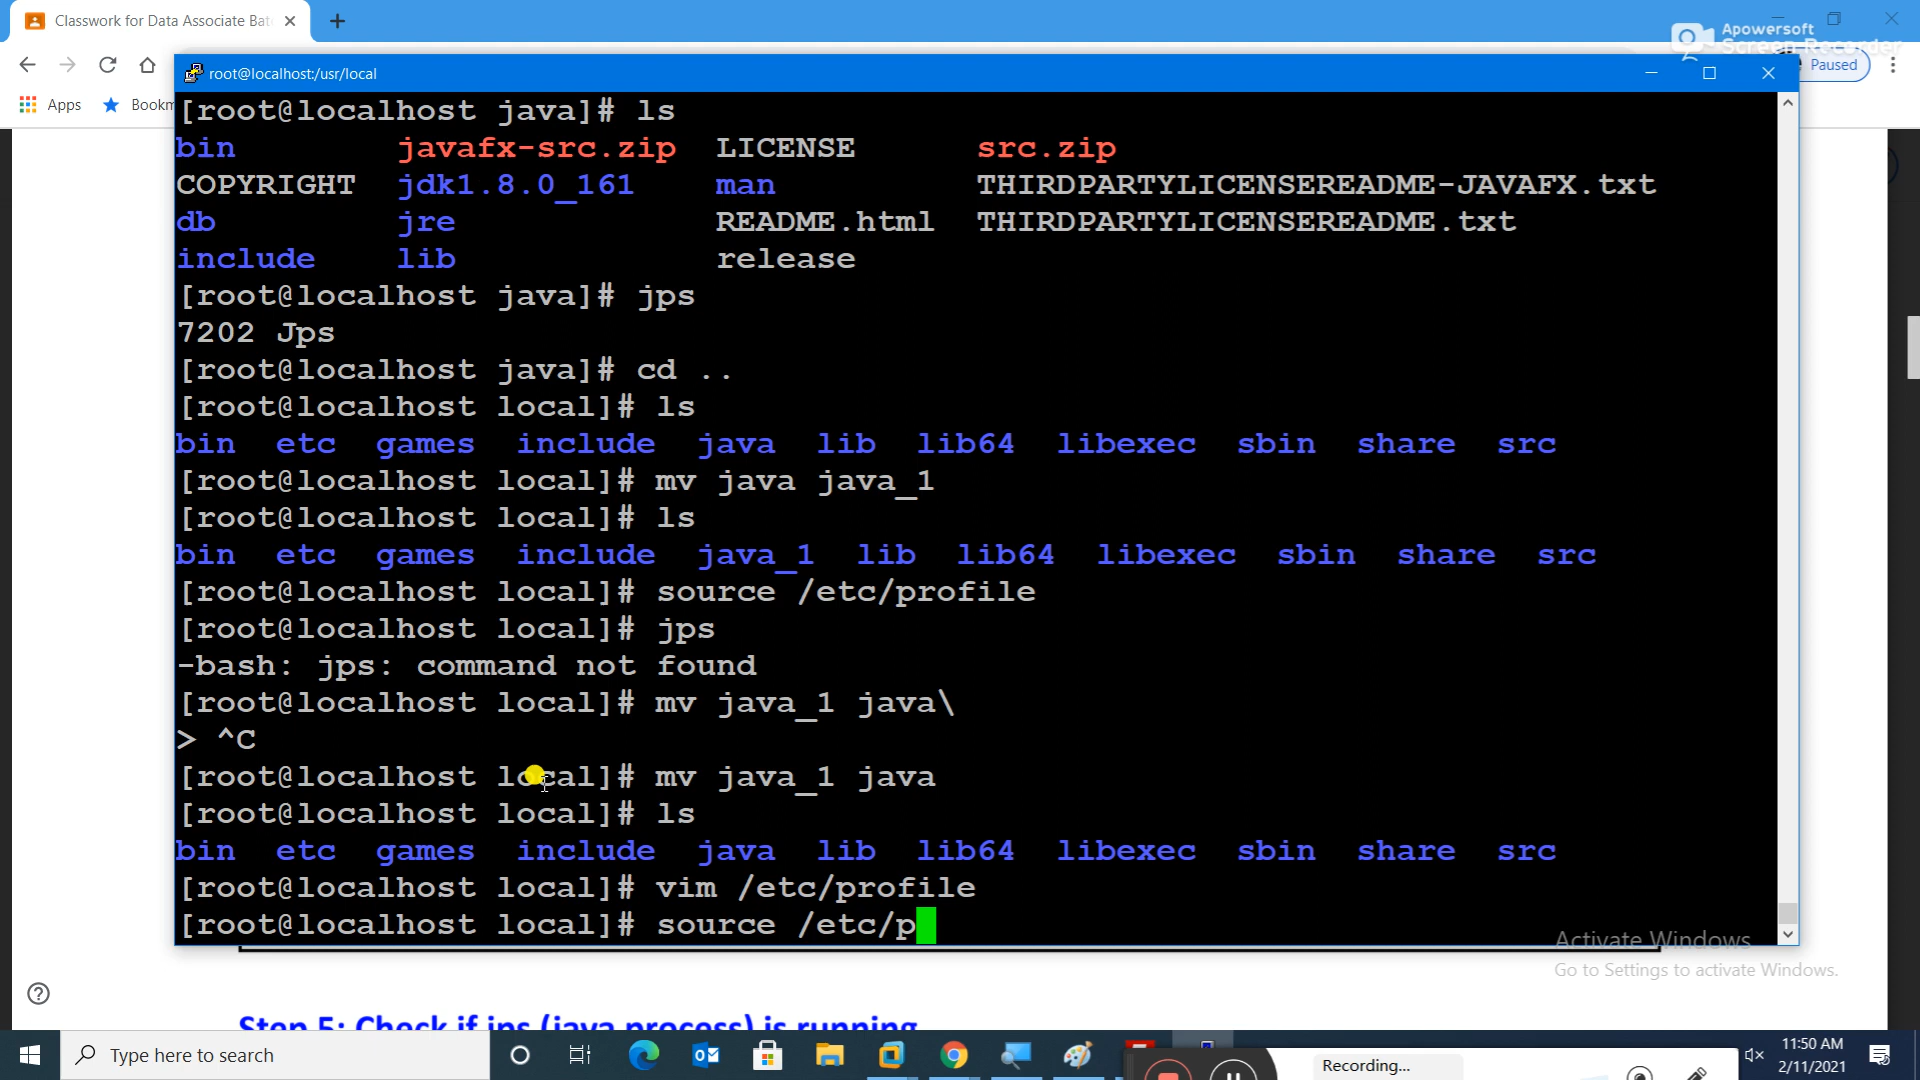 Classwork for Data Associate Bat
Apowersoft
Screen Recorder
Paused
Apps Bookm
root@localhost:/usr/local
[root@localhost java]# ls
bin javafx-src.zip LICENSE src.zip
COPYRIGHT jdk1.8.0_161 man THIRDPARTYLICENSEREADME-JAVAFX.txt
db jre README.html THIRDPARTYLICENSEREADME.txt
include lib release
[root@localhost java]# jps
7202 Jps
[root@localhost java]# cd ..
[root@localhost local]# ls
bin etc games include java lib lib64 libexec sbin share src
[root@localhost local]# mv java java_1
[root@localhost local]# ls
bin etc games include java_1 lib lib64 libexec sbin share src
[root@localhost local]# source /etc/profile
[root@localhost local]# jps
-bash: jps: command not found
[root@localhost local]# mv java_1 java\
> ^C
[root@localhost local]# mv java_1 java
[root@localhost local]# ls
bin etc games include java lib lib64 libexec sbin share src
[root@localhost local]# vim /etc/profile
[root@localhost local]# source /etc/p
Activate Windows
Go to Settings to activate Windows.
Step 5: Check if jps (java process) is running
Type here to search
Recording...
11:50 AM
2/11/2021